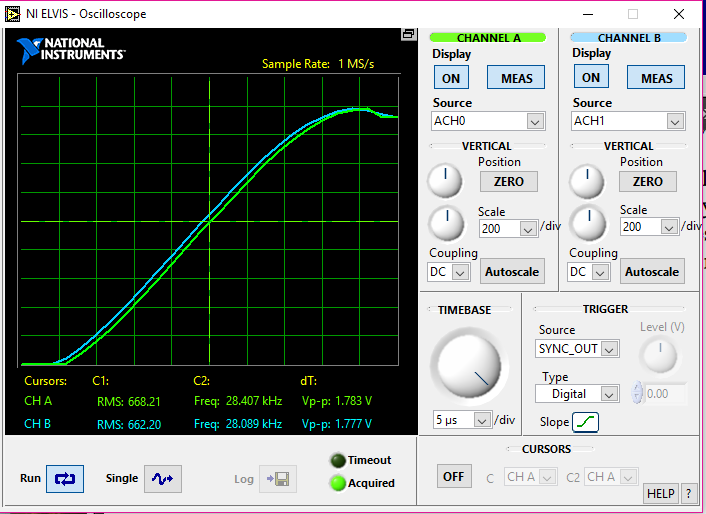 NI ELVIS - Oscilloscope
NATIONAL
INSTRUMENTS
Sample Rate: 1 MS/s
Cursors: C1: C2: dT:
CH A RMS: 668.21 Freq: 28.407 kHz Vp-p: 1.783 V
CH B RMS: 662.20 Freq: 28.089 kHz Vp-p: 1.777 V
Run
Single
Log
Timeout
Acquired
CHANNEL A
Display
ON MEAS
Source
ACH0
VERTICAL
Position
ZERO
Scale
200 /div
Coupling
DC Autoscale
CHANNEL B
Display
ON MEAS
Source
ACH1
VERTICAL
Position
ZERO
Scale
200 /div
Coupling
DC Autoscale
TIMEBASE
5 µs /div
TRIGGER
Source
SYNC_OUT
Level (V)
Type
Digital
0.00
Slope
CURSORS
OFF C CH A C2 CH A
HELP ?